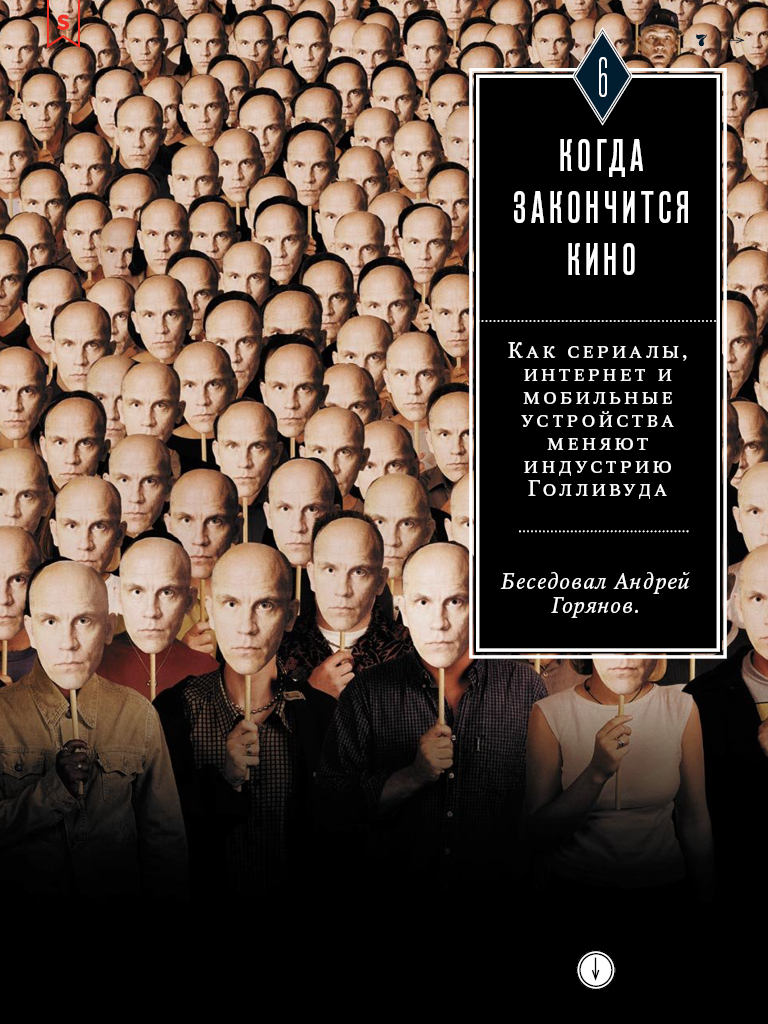 S
6
КОГДА
ЗАКОНЧИТСЯ
КИНО
Как сериалы,
интернет и
мобильные
устройства
меняют
индустрию
Голливуда
Беседовал Андрей
Горянов.